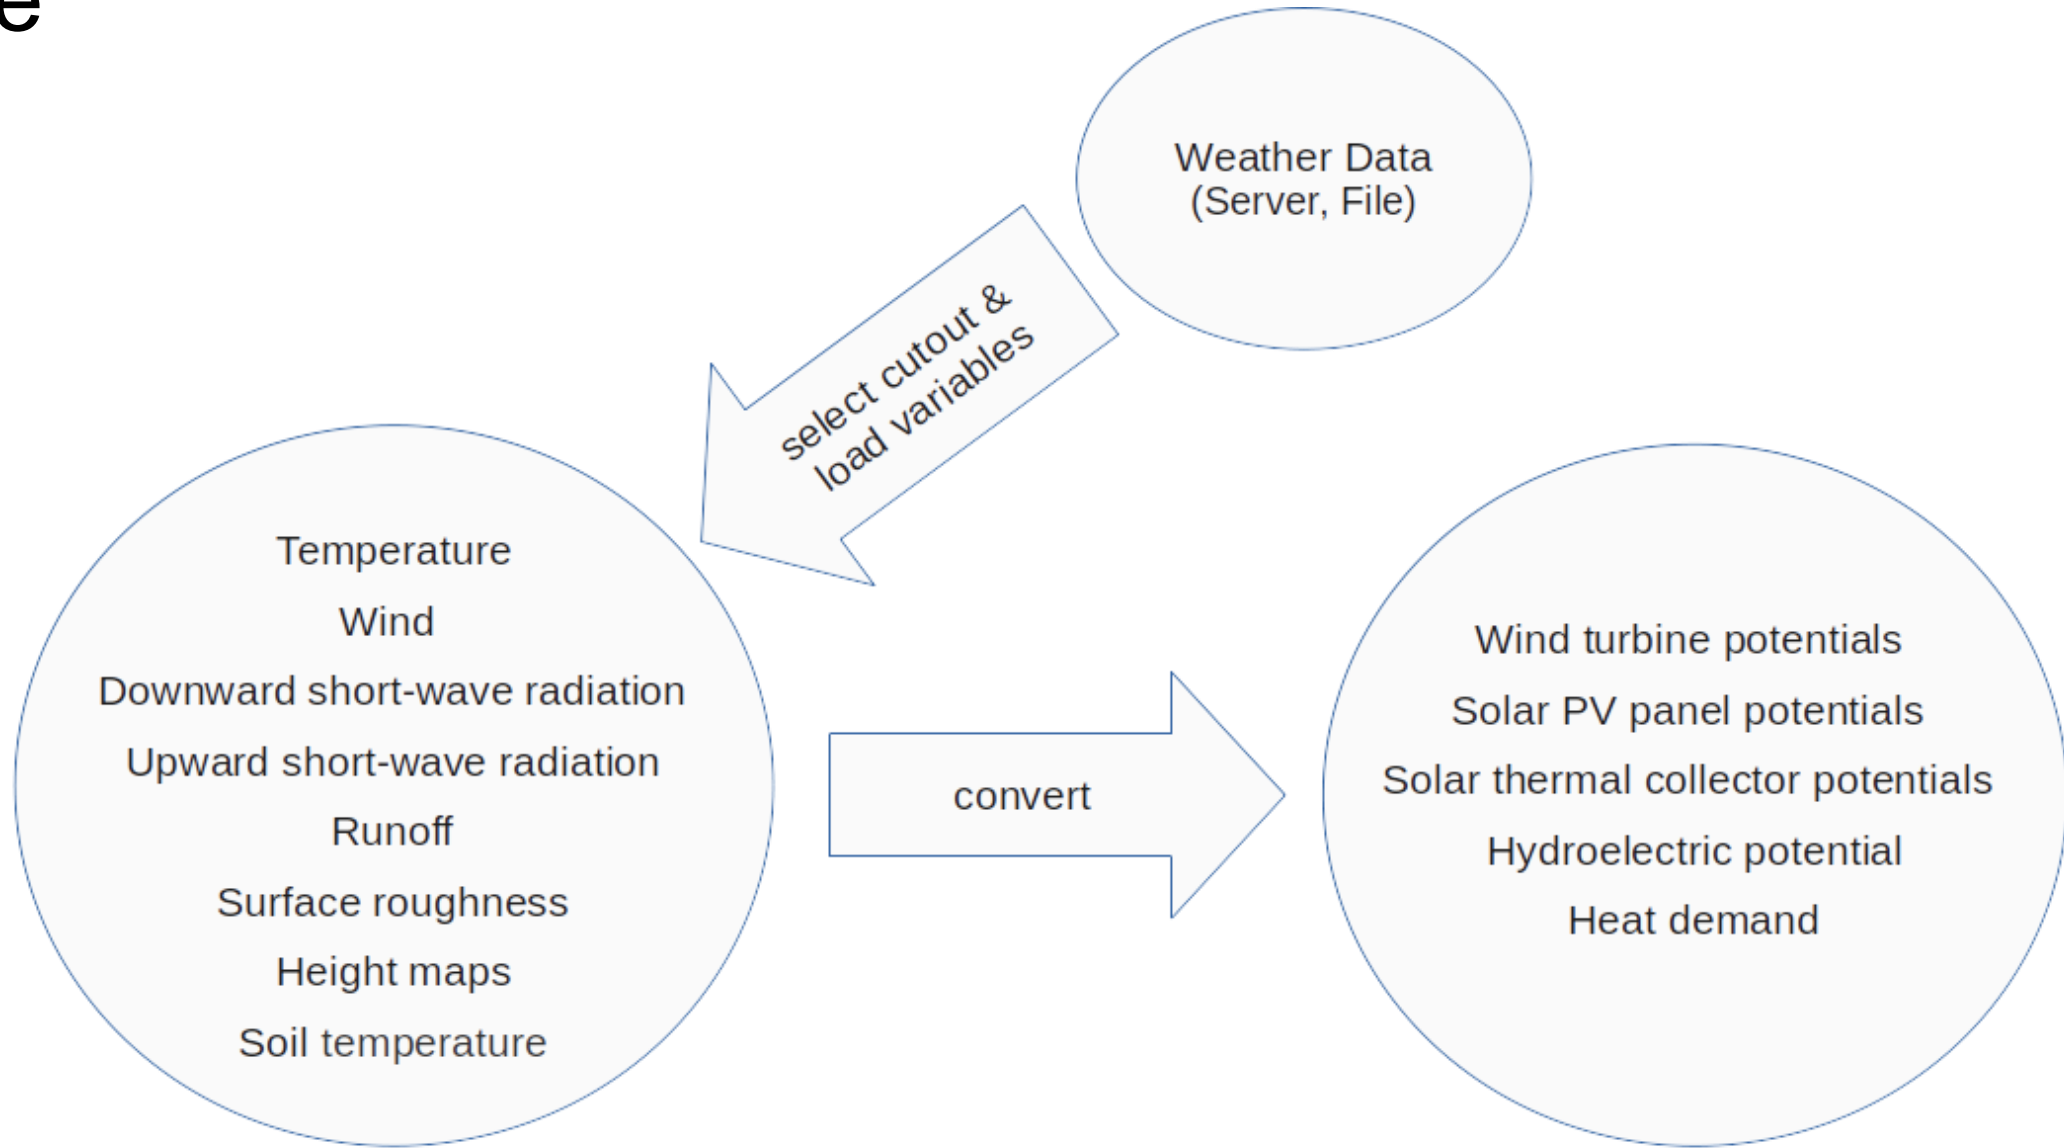 e
Weather Data
(Server, File)
select cutout &
load variables
Temperature
Wind
Downward short-wave radiation
Upward short-wave radiation
Runoff
Surface roughness
Height maps
Soil temperature
convert
Wind turbine potentials
Solar PV panel potentials
Solar thermal collector potentials
Hydroelectric potential
Heat demand